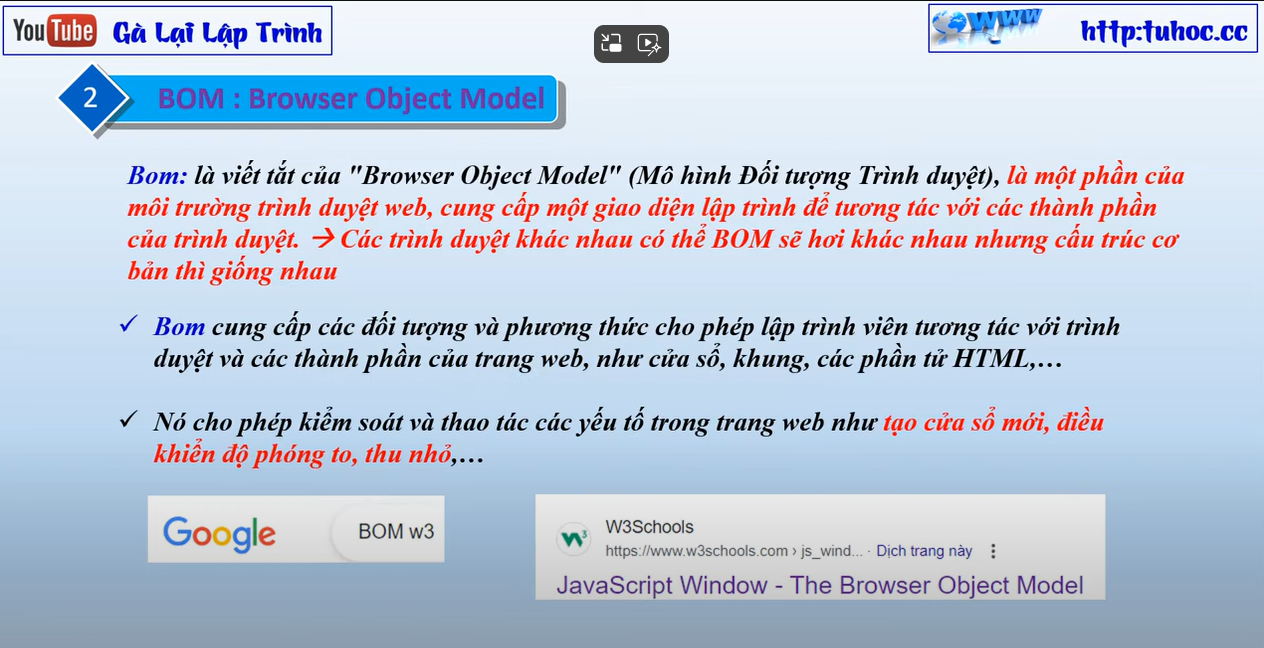 YouTube Gà Lại Lập Trình
WWW http:tuhoc.cc
2 BOM : Browser Object Model
Bom: là viết tắt của "Browser Object Model" (Mô hình Đối tượng Trình duyệt), là một phần của
môi trường trình duyệt web, cung cấp một giao diện lập trình để tương tác với các thành phần
của trình duyệt. → Các trình duyệt khác nhau có thể BOM sẽ hơi khác nhau nhưng cấu trúc cơ
bản thì giống nhau
✓ Bom cung cấp các đối tượng và phương thức cho phép lập trình viên tương tác với trình
duyệt và các thành phần của trang web, như cửa sổ, khung, các phần tử HTML,…
✓ Nó cho phép kiểm soát và thao tác các yếu tố trong trang web như tạo cửa sổ mới, điều
khiển độ phóng to, thu nhỏ,…
Google BOM w3
W3Schools
https://www.w3schools.com › js_wind... · Dịch trang này
JavaScript Window - The Browser Object Model